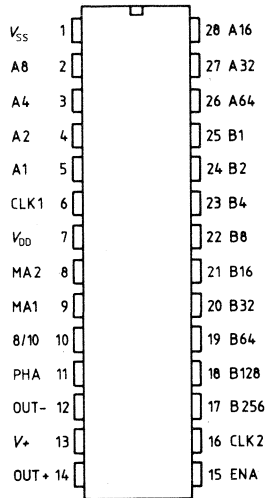 VSS 1 28 A16
A8 2 27 A32
A4 3 26 A64
A2 4 25 B1
A1 5 24 B2
CLK1 6 23 B4
VDD 7 22 B8
MA2 8 21 B16
MA1 9 20 B32
8/10 10 19 B64
PHA 11 18 B128
OUT- 12 17 B256
V+ 13 16 CLK2
OUT+ 14 15 ENA